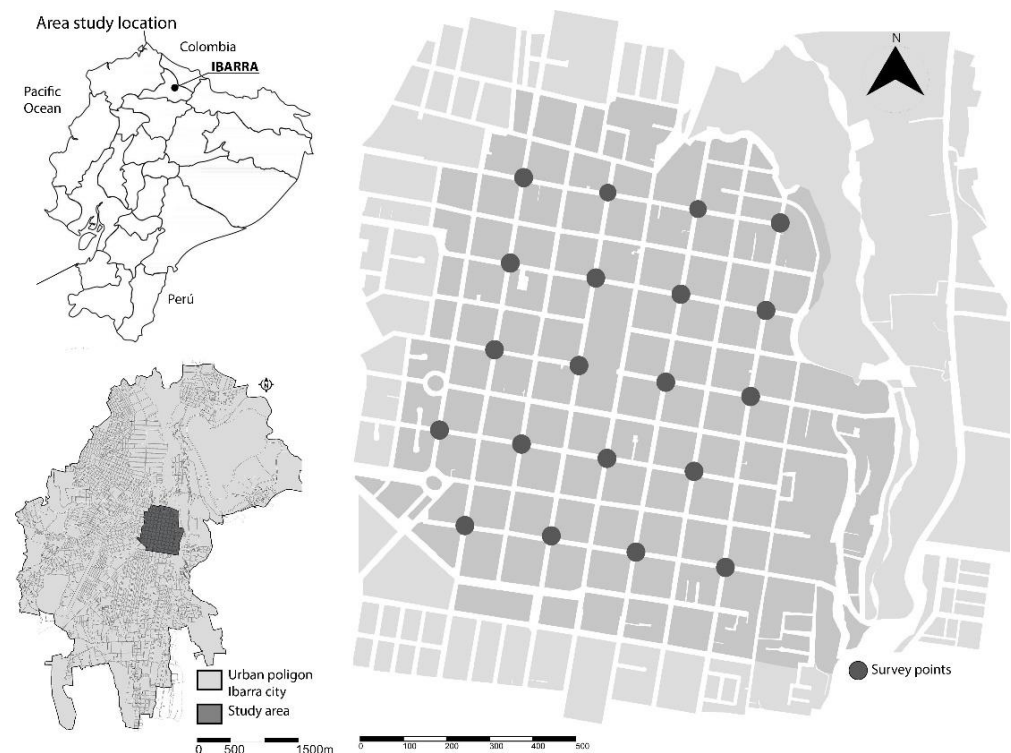 Area study location
Colombia
IBARRA
Pacific
Ocean
Perú
N
Urban poligon
Ibarra city
Study area
0 500 1500m
N
Survey points
0 100 200 300 400 500